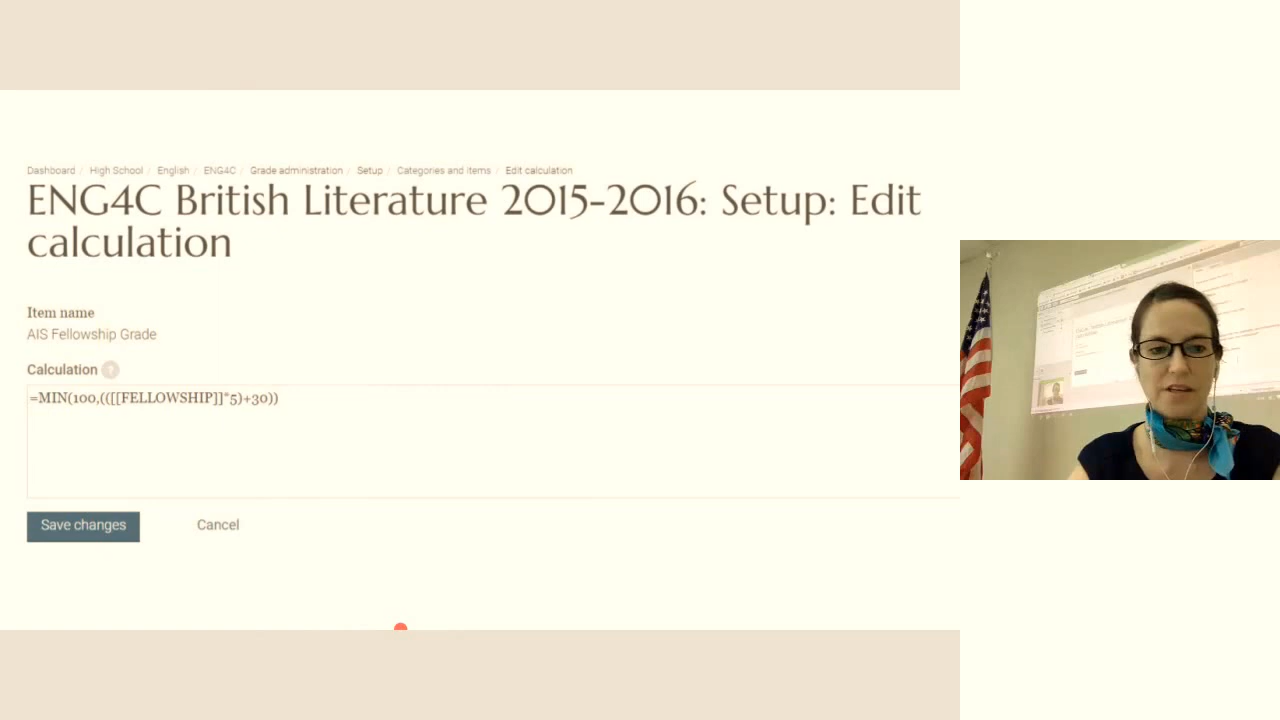 Dashboard / High School / English / ENG4C / Grade administration / Setup / Categories and items / Edit calculation
ENG4C British Literature 2015-2016: Setup: Edit
calculation
Item name
AIS Fellowship Grade
Calculation ?
=MIN(100,(([[FELLOWSHIP]]*5)+30))
Save changes Cancel